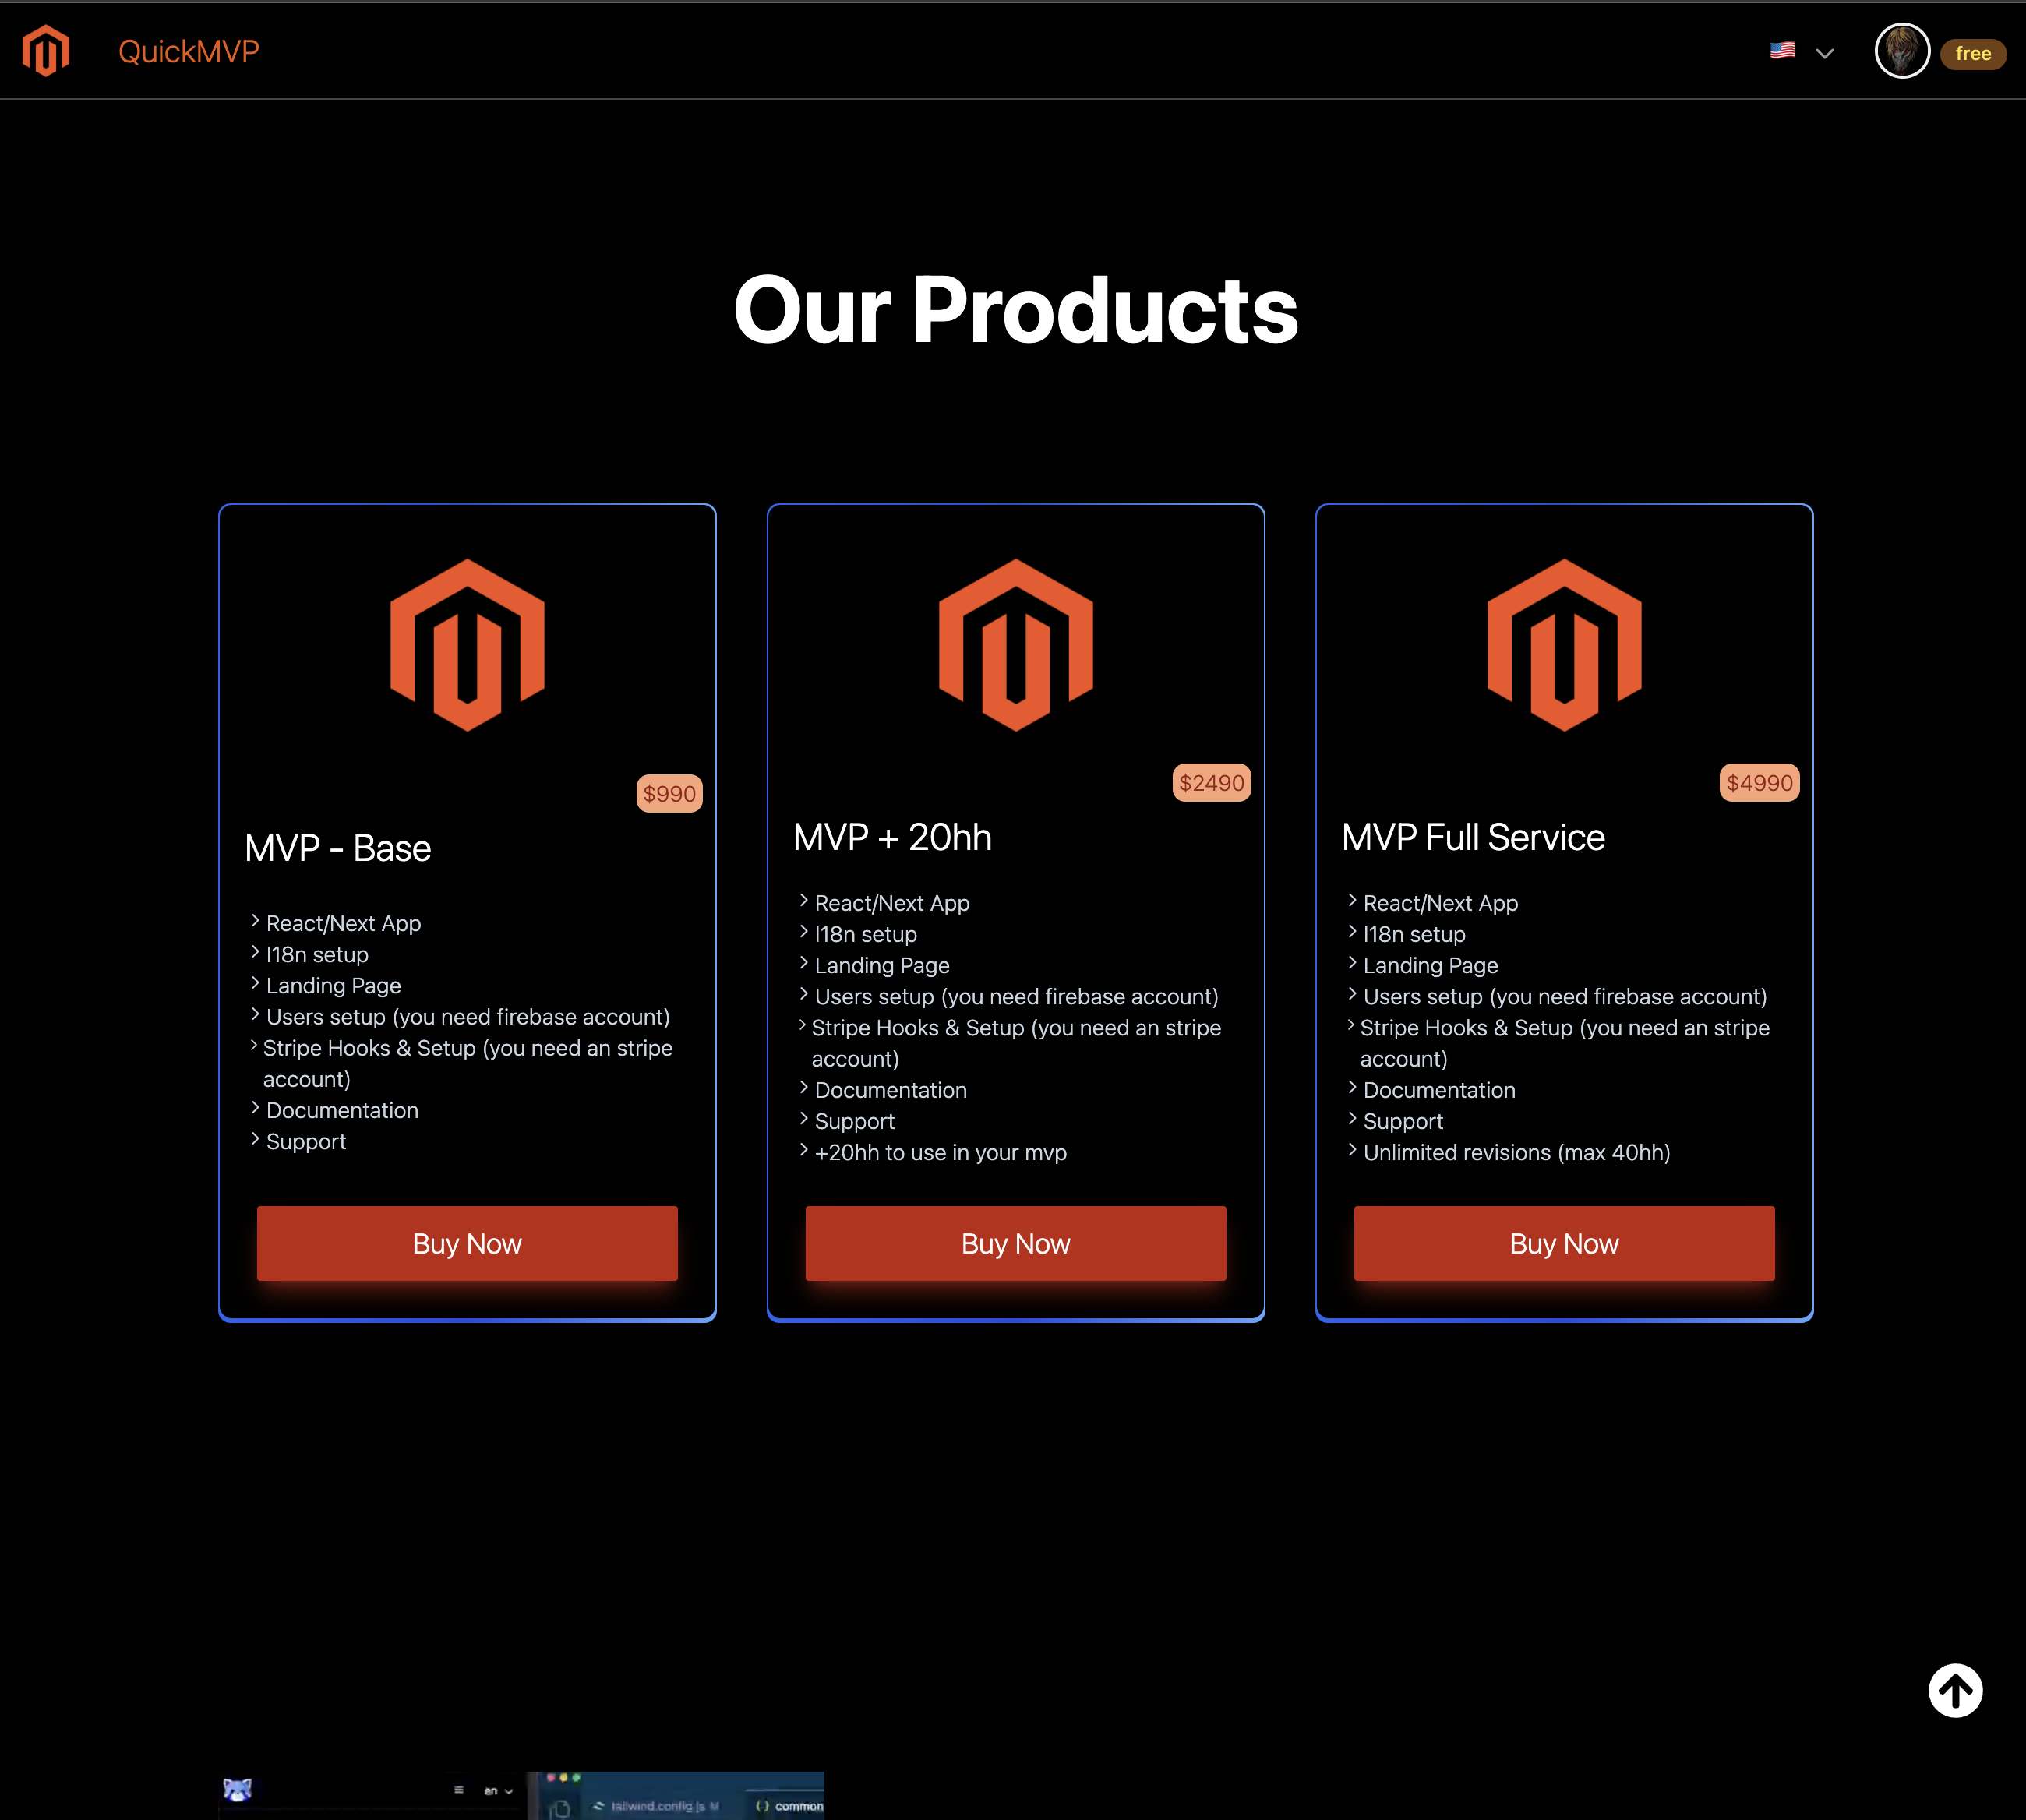 QuickMVP
free
Our Products
$990
MVP - Base
React/Next App
I18n setup
Landing Page
Users setup (you need firebase account)
Stripe Hooks & Setup (you need an stripe
account)
Documentation
Support
Buy Now
$2490
MVP + 20hh
React/Next App
I18n setup
Landing Page
Users setup (you need firebase account)
Stripe Hooks & Setup (you need an stripe
account)
Documentation
Support
+20hh to use in your mvp
Buy Now
$4990
MVP Full Service
React/Next App
I18n setup
Landing Page
Users setup (you need firebase account)
Stripe Hooks & Setup (you need an stripe
account)
Documentation
Support
Unlimited revisions (max 40hh)
Buy Now
en
tailwind.config.js M
{} common